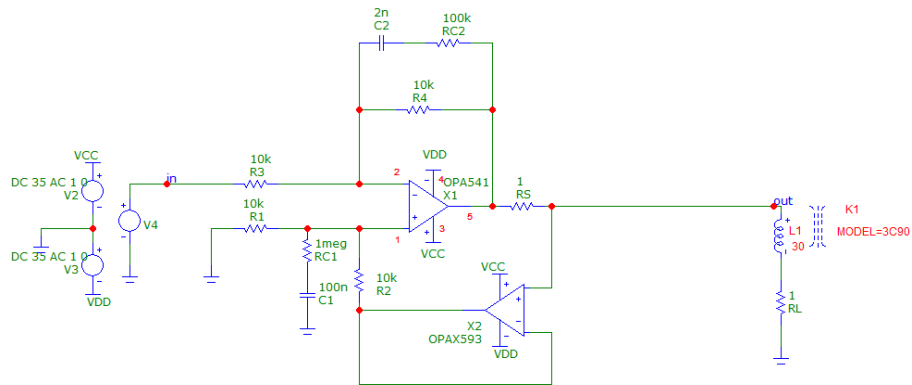 2n
C2
100k
RC2
10k
R4
VCC
DC 35 AC 1 0
V2
in
10k
R3
2
VDD
4
OPA541
X1
1
RS
5
3
VCC
1
10k
R1
V4
DC 35 AC 1 0
V3
VDD
1meg
RC1
100n
C1
10k
R2
VCC
X2
OPAX593
VDD
out
L1
30
K1
MODEL=3C90
1
RL